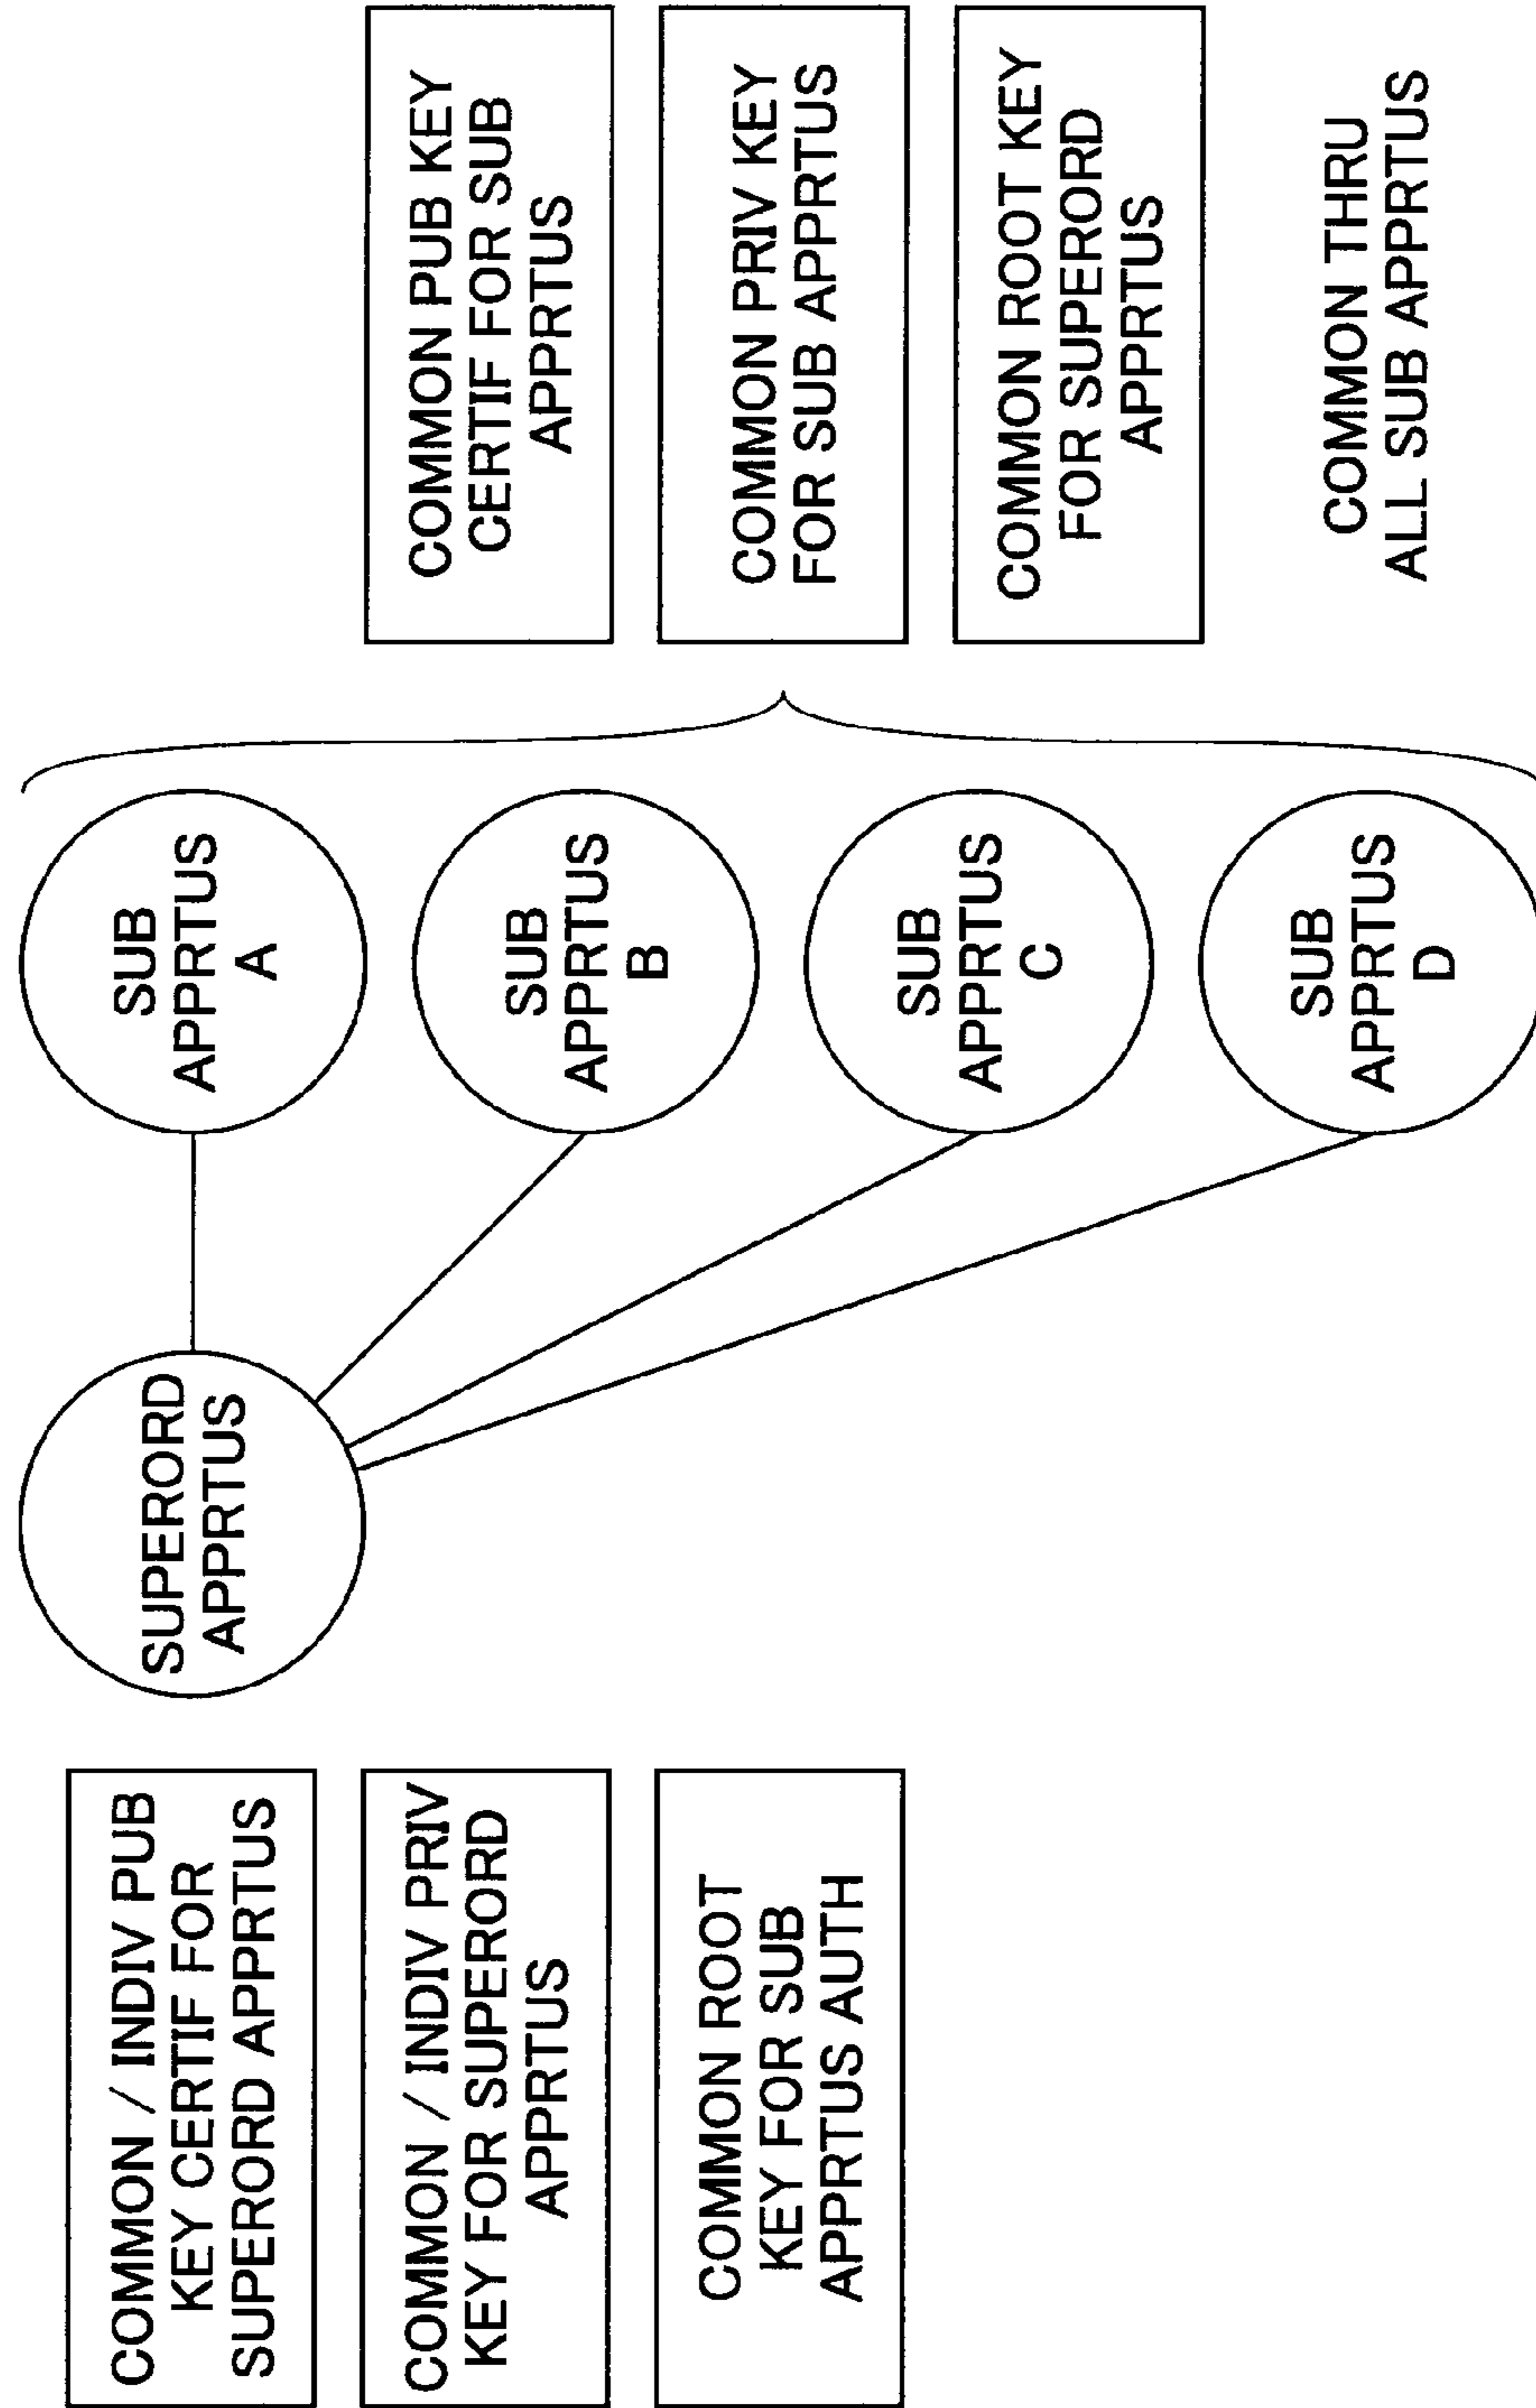 COMMON / INDIV PUB
KEY CERTIF FOR
SUPERORD APPRTUS
COMMON / INDIV PRIV
KEY FOR SUPERORD
APPRTUS
COMMON ROOT
KEY FOR SUB
APPRTUS AUTH
SUPERORD
APPRTUS
SUB
APPRTUS
A
SUB
APPRTUS
B
SUB
APPRTUS
C
SUB
APPRTUS
D
COMMON PUB KEY
CERTIF FOR SUB
APPRTUS
COMMON PRIV KEY
FOR SUB APPRTUS
COMMON ROOT KEY
FOR SUPERORD
APPRTUS
COMMON THRU
ALL SUB APPRTUS